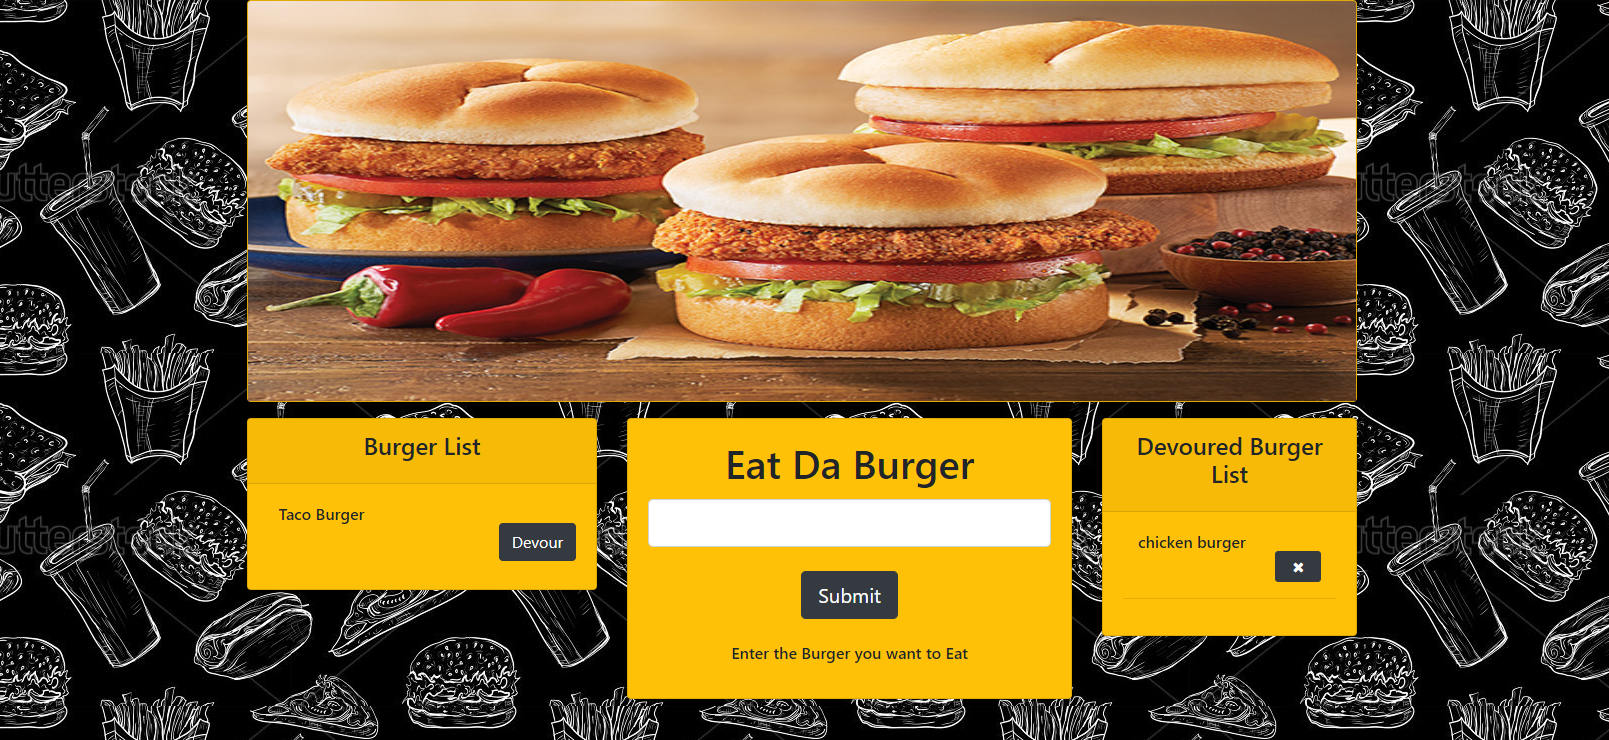 Burger List
Taco Burger
Devour
Eat Da Burger
Submit
Enter the Burger you want to Eat
Devoured Burger
List
chicken burger